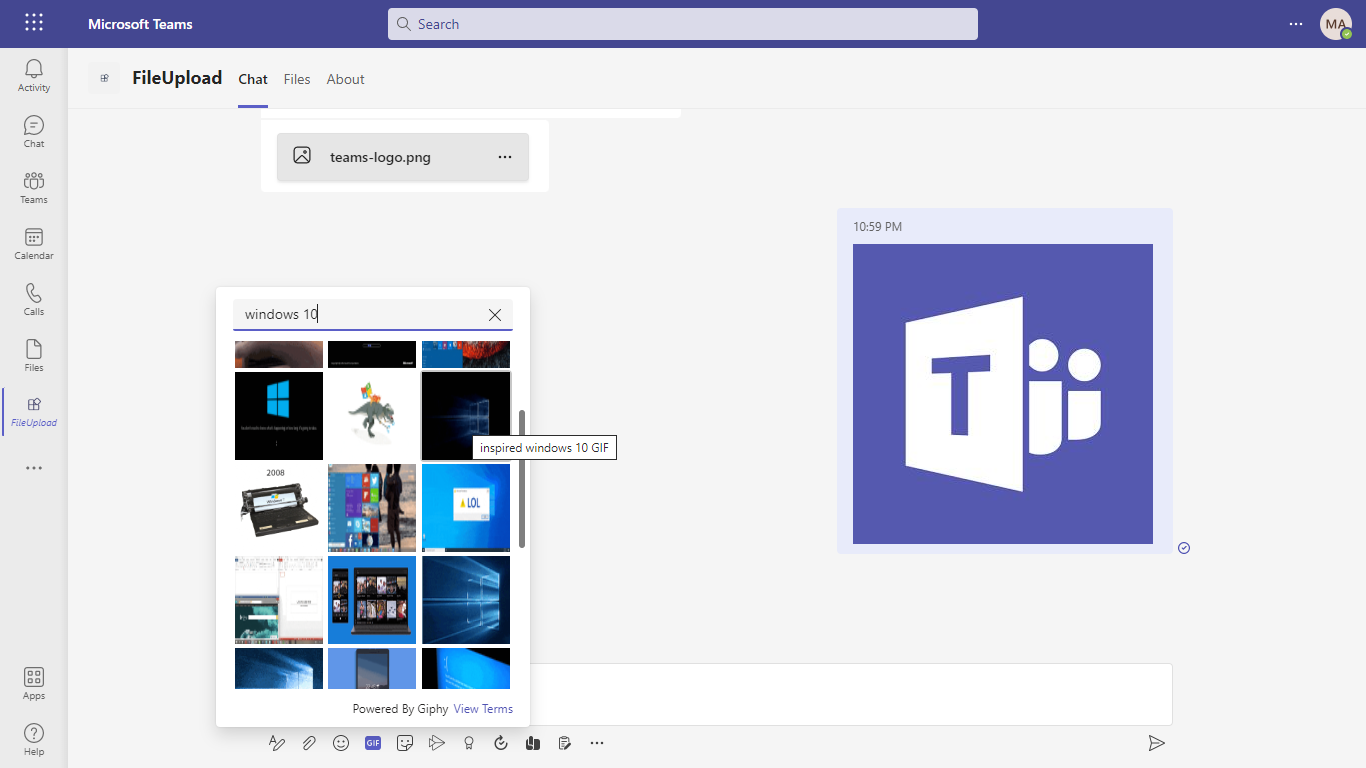 Microsoft Teams
Search
MA
Activity
Chat
Teams
Calendar
Calls
Files
FileUpload
Apps
Help
FileUpload
Chat
Files
About
teams-logo.png
10:59 PM
T
windows 10
inspired windows 10 GIF
2008
LOL
Powered By Giphy View Terms
GIF